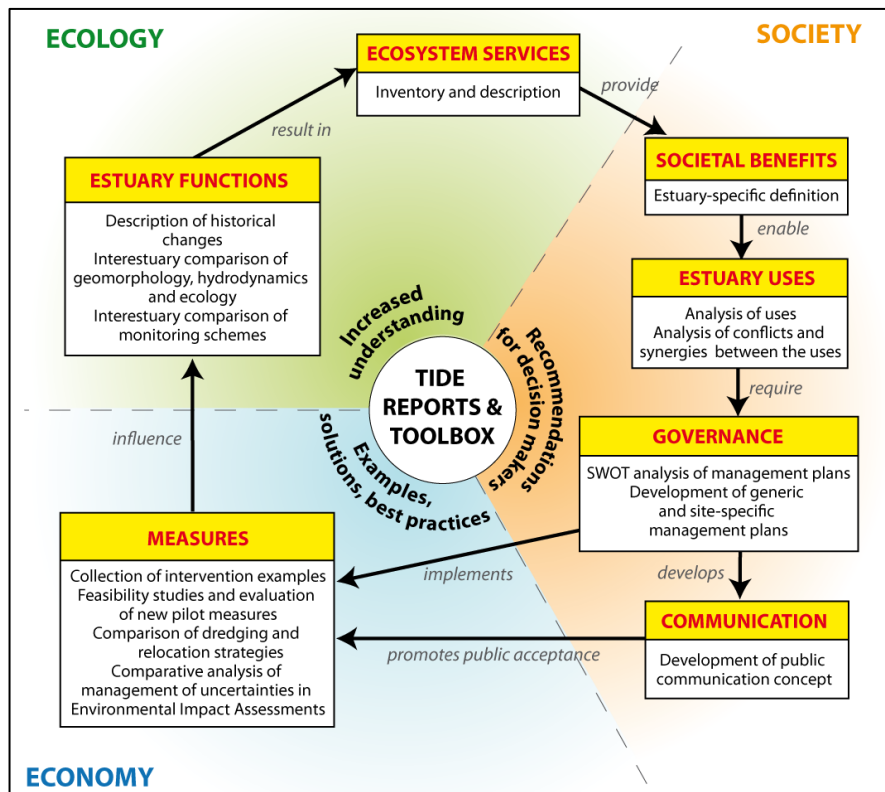 ECOLOGY
SOCIETY
ECOSYSTEM SERVICES
Inventory and description
provide
result in
SOCIETAL BENEFITS
Estuary-specific definition
enable
ESTUARY FUNCTIONS
Description of historical
changes
Interestuary comparison of
geomorphology, hydrodynamics
and ecology
Interestuary comparison of
monitoring schemes
ESTUARY USES
Analysis of uses
Analysis of conflicts and
synergies between the uses
require
Increased
understanding
Recommendations
for decision makers
Examples,
solutions, best practices
TIDE
REPORTS &
TOOLBOX
influence
GOVERNANCE
SWOT analysis of management plans
Development of generic
and site-specific
management plans
implements
develops
MEASURES
Collection of intervention examples
Feasibility studies and evaluation
of new pilot measures
Comparison of dredging and
relocation strategies
Comparative analysis of
management of uncertainties in
Environmental Impact Assessments
COMMUNICATION
Development of public
communication concept
promotes public acceptance
ECONOMY